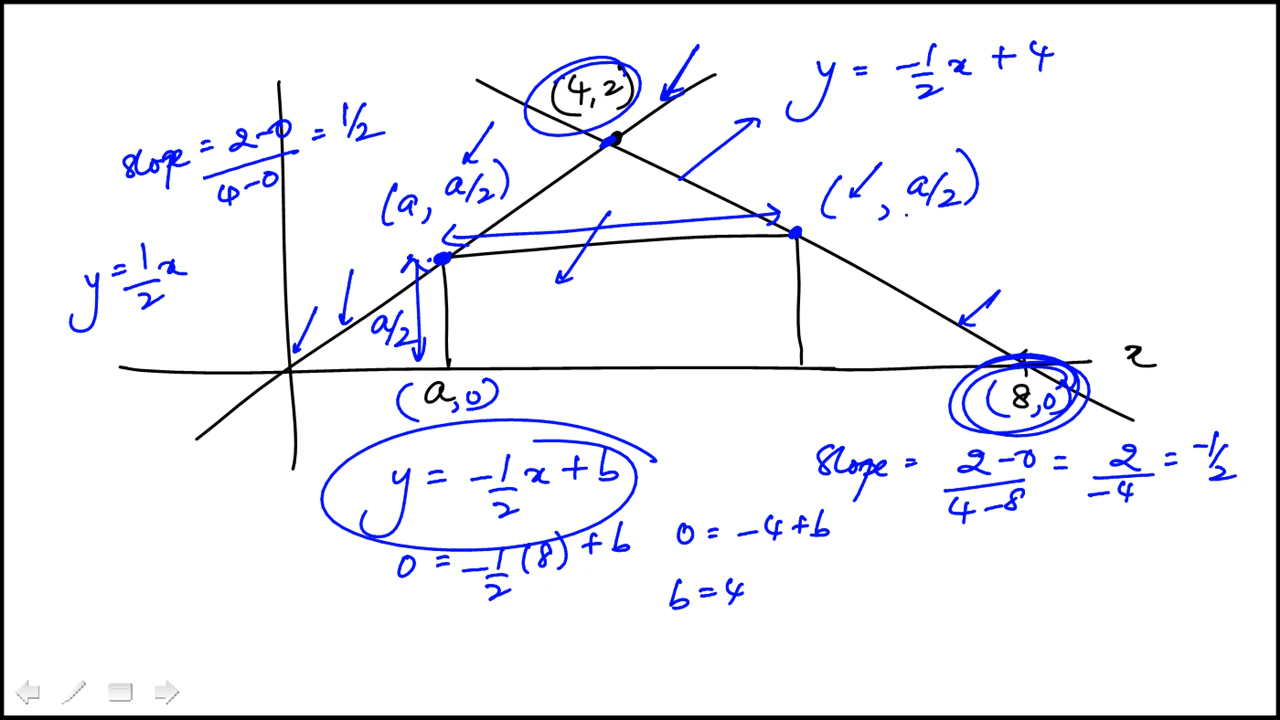 (4,2)
y = -1/2 x + 4
slope = 2-0/4-0 = 1/2
(a, a/2)
( , a/2)
y = 1/2 x
a/2
x
(a,0)
(8,0)
y = -1/2 x + b
slope = 2-0/4-8 = 2/-4 = -1/2
0 = -1/2 (8) + b
0 = -4+b
b = 4